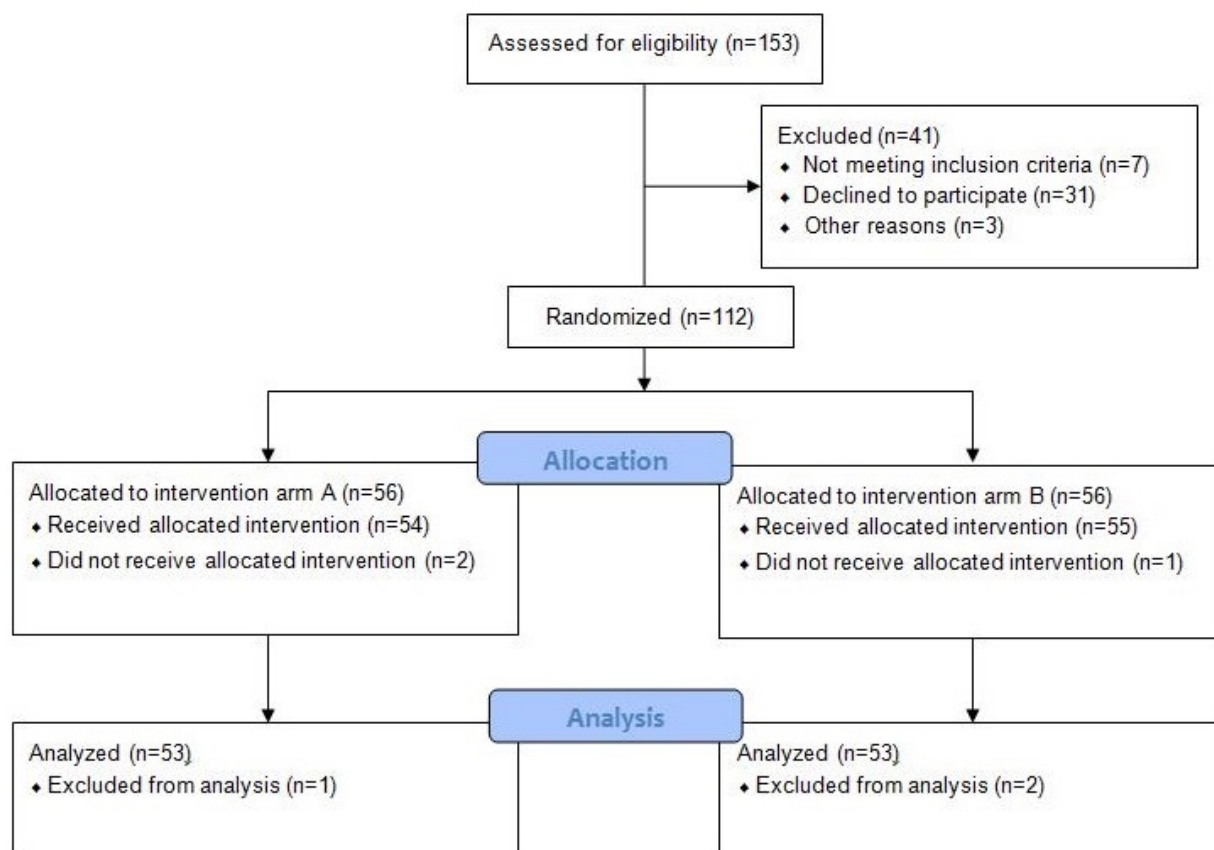 Assessed for eligibility (n=153)
Excluded (n=41)
◆ Not meeting inclusion criteria (n=7)
◆ Declined to participate (n=31)
◆ Other reasons (n=3)
Randomized (n=112)
Allocation
Allocated to intervention arm A (n=56)
◆ Received allocated intervention (n=54)
◆ Did not receive allocated intervention (n=2)
Allocated to intervention arm B (n=56)
◆ Received allocated intervention (n=55)
◆ Did not receive allocated intervention (n=1)
Analysis
Analyzed (n=53)
◆ Excluded from analysis (n=1)
Analyzed (n=53)
◆ Excluded from analysis (n=2)